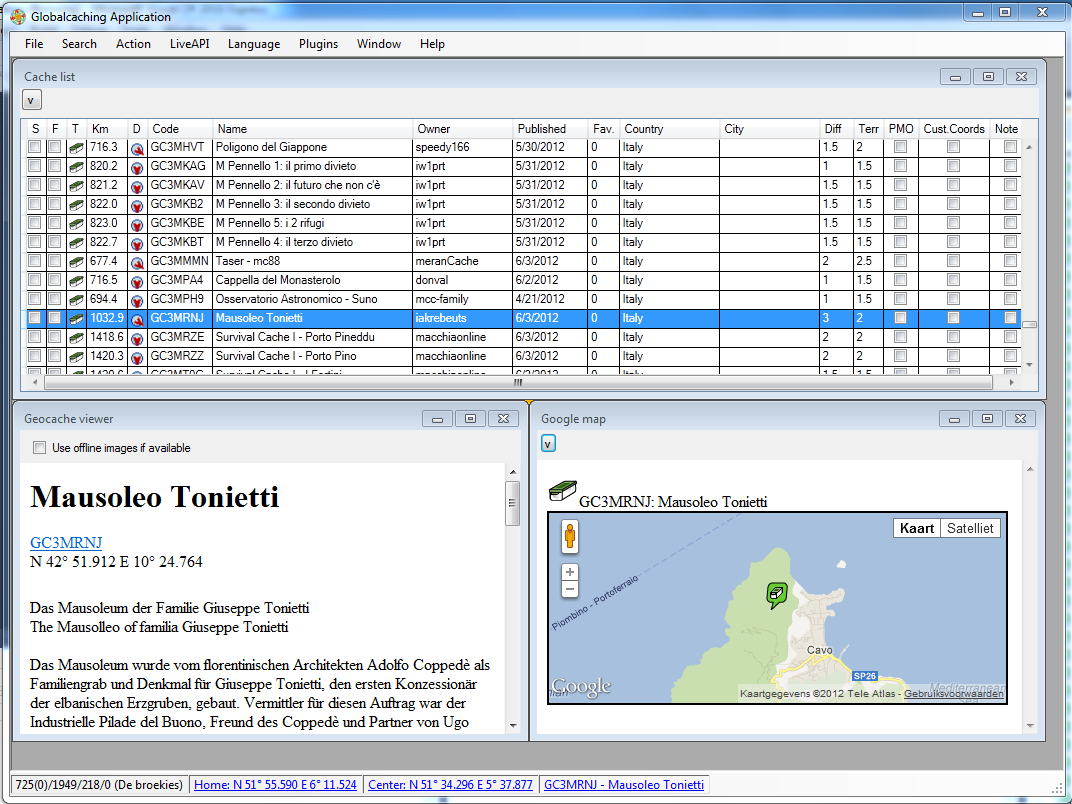 Globalcaching Application
File Search Action LiveAPI Language Plugins Window Help
Cache list
v
S F T Km D Code Name Owner Published Fav. Country City Diff Terr PMO Cust.Coords Note
716.3 GC3MHVT Poligono del Giappone speedy166 5/30/2012 0 Italy 1.5 2
820.2 GC3MKAG M Pennello 1: il primo divieto iw1prt 5/31/2012 0 Italy 1 1.5
821.2 GC3MKAV M Pennello 2: il futuro che non c'è iw1prt 5/31/2012 0 Italy 1.5 1.5
822.0 GC3MKB2 M Pennello 3: il secondo divieto iw1prt 5/31/2012 0 Italy 1.5 1.5
823.0 GC3MKBE M Pennello 5: i 2 rifugi iw1prt 5/31/2012 0 Italy 1.5 1.5
822.7 GC3MKBT M Pennello 4: il terzo divieto iw1prt 5/31/2012 0 Italy 1.5 1.5
677.4 GC3MMMN Taser - mc88 meranCache 6/3/2012 0 Italy 2 2.5
716.5 GC3MPA4 Cappella del Monasterolo donval 6/2/2012 0 Italy 1 1.5
694.4 GC3MPH9 Osservatorio Astronomico - Suno mcc-family 4/21/2012 0 Italy 1 1.5
1032.9 GC3MRNJ Mausoleo Tonietti iakrebeuts 6/3/2012 0 Italy 3 2
1418.6 GC3MRZE Survival Cache I - Porto Pineddu macchiaonline 6/6/2012 0 Italy 2 2
1420.3 GC3MRZZ Survival Cache I - Porto Pino macchiaonline 6/6/2012 0 Italy 2 2
Geocache viewer
Use offline images if available
Mausoleo Tonietti
GC3MRNJ
N 42° 51.912 E 10° 24.764
Das Mausoleum der Familie Giuseppe Tonietti
The Mausolleo of familia Giuseppe Tonietti
Das Mausoleum wurde vom florentinischen Architekten Adolfo Coppedè als
Familiengrab und Denkmal für Giuseppe Tonietti, den ersten Konzessionär
der elbanischen Erzgruben, gebaut. Vermittler für diesen Auftrag war der
Industrielle Pilade del Buono, Freund des Coppedè und Partner von Ugo
Google map
v
GC3MRNJ: Mausoleo Tonietti
Kaart Satelliet
Piombino - Portoferraio
Cavo
SP26
Google
Mediterranean
Sea
Kaartgegevens ©2012 Tele Atlas - Gebruiksvoorwaarden
725(0)/1949/218/0 (De broekies) Home: N 51° 55.590 E 6° 11.524 Center: N 51° 34.296 E 5° 37.877 GC3MRNJ - Mausoleo Tonietti